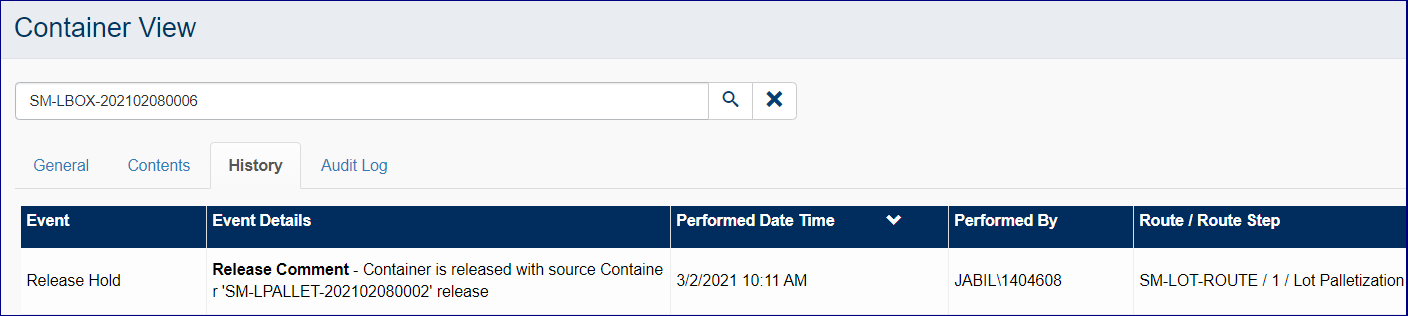 Container View
SM-LBOX-202102080006
General Contents History Audit Log
Event Event Details Performed Date Time Performed By Route / Route Step
Release Hold Release Comment - Container is released with source Containe 3/2/2021 10:11 AM JABIL\1404608 SM-LOT-ROUTE / 1 / Lot Palletization
r 'SM-LPALLET-202102080002' release